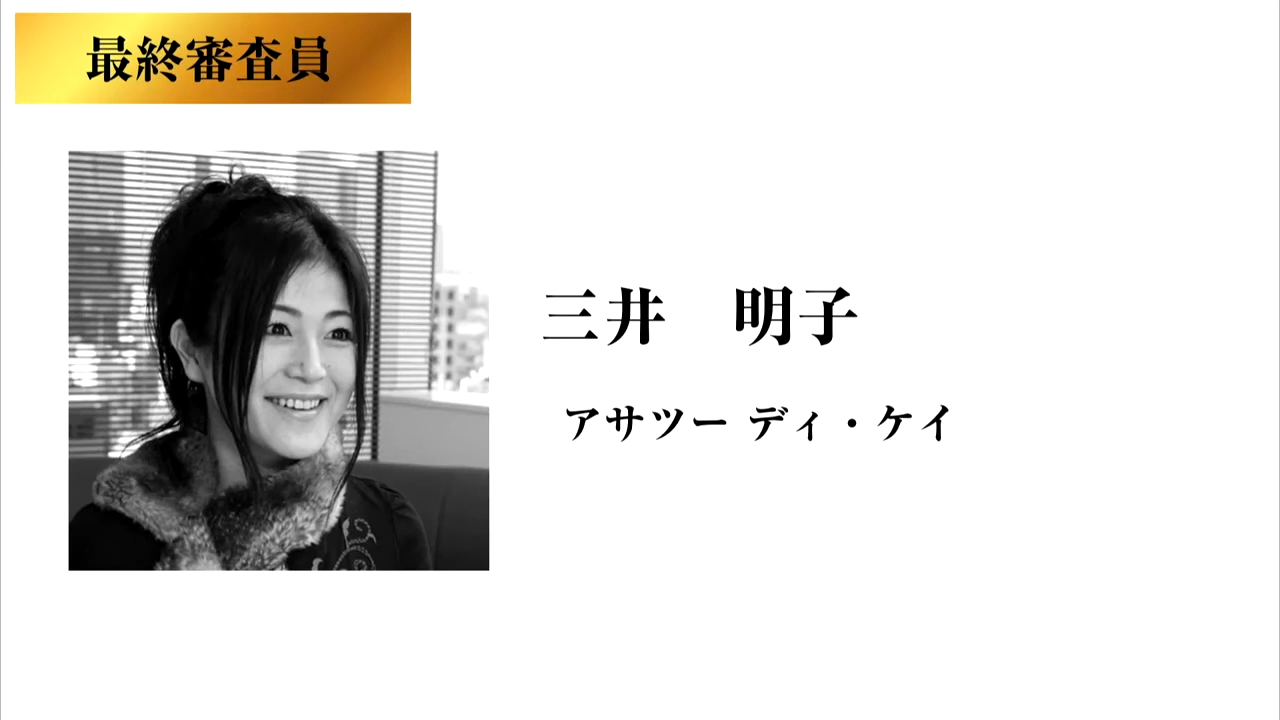 最終審査員
三井　明子
アサツー ディ・ケイ